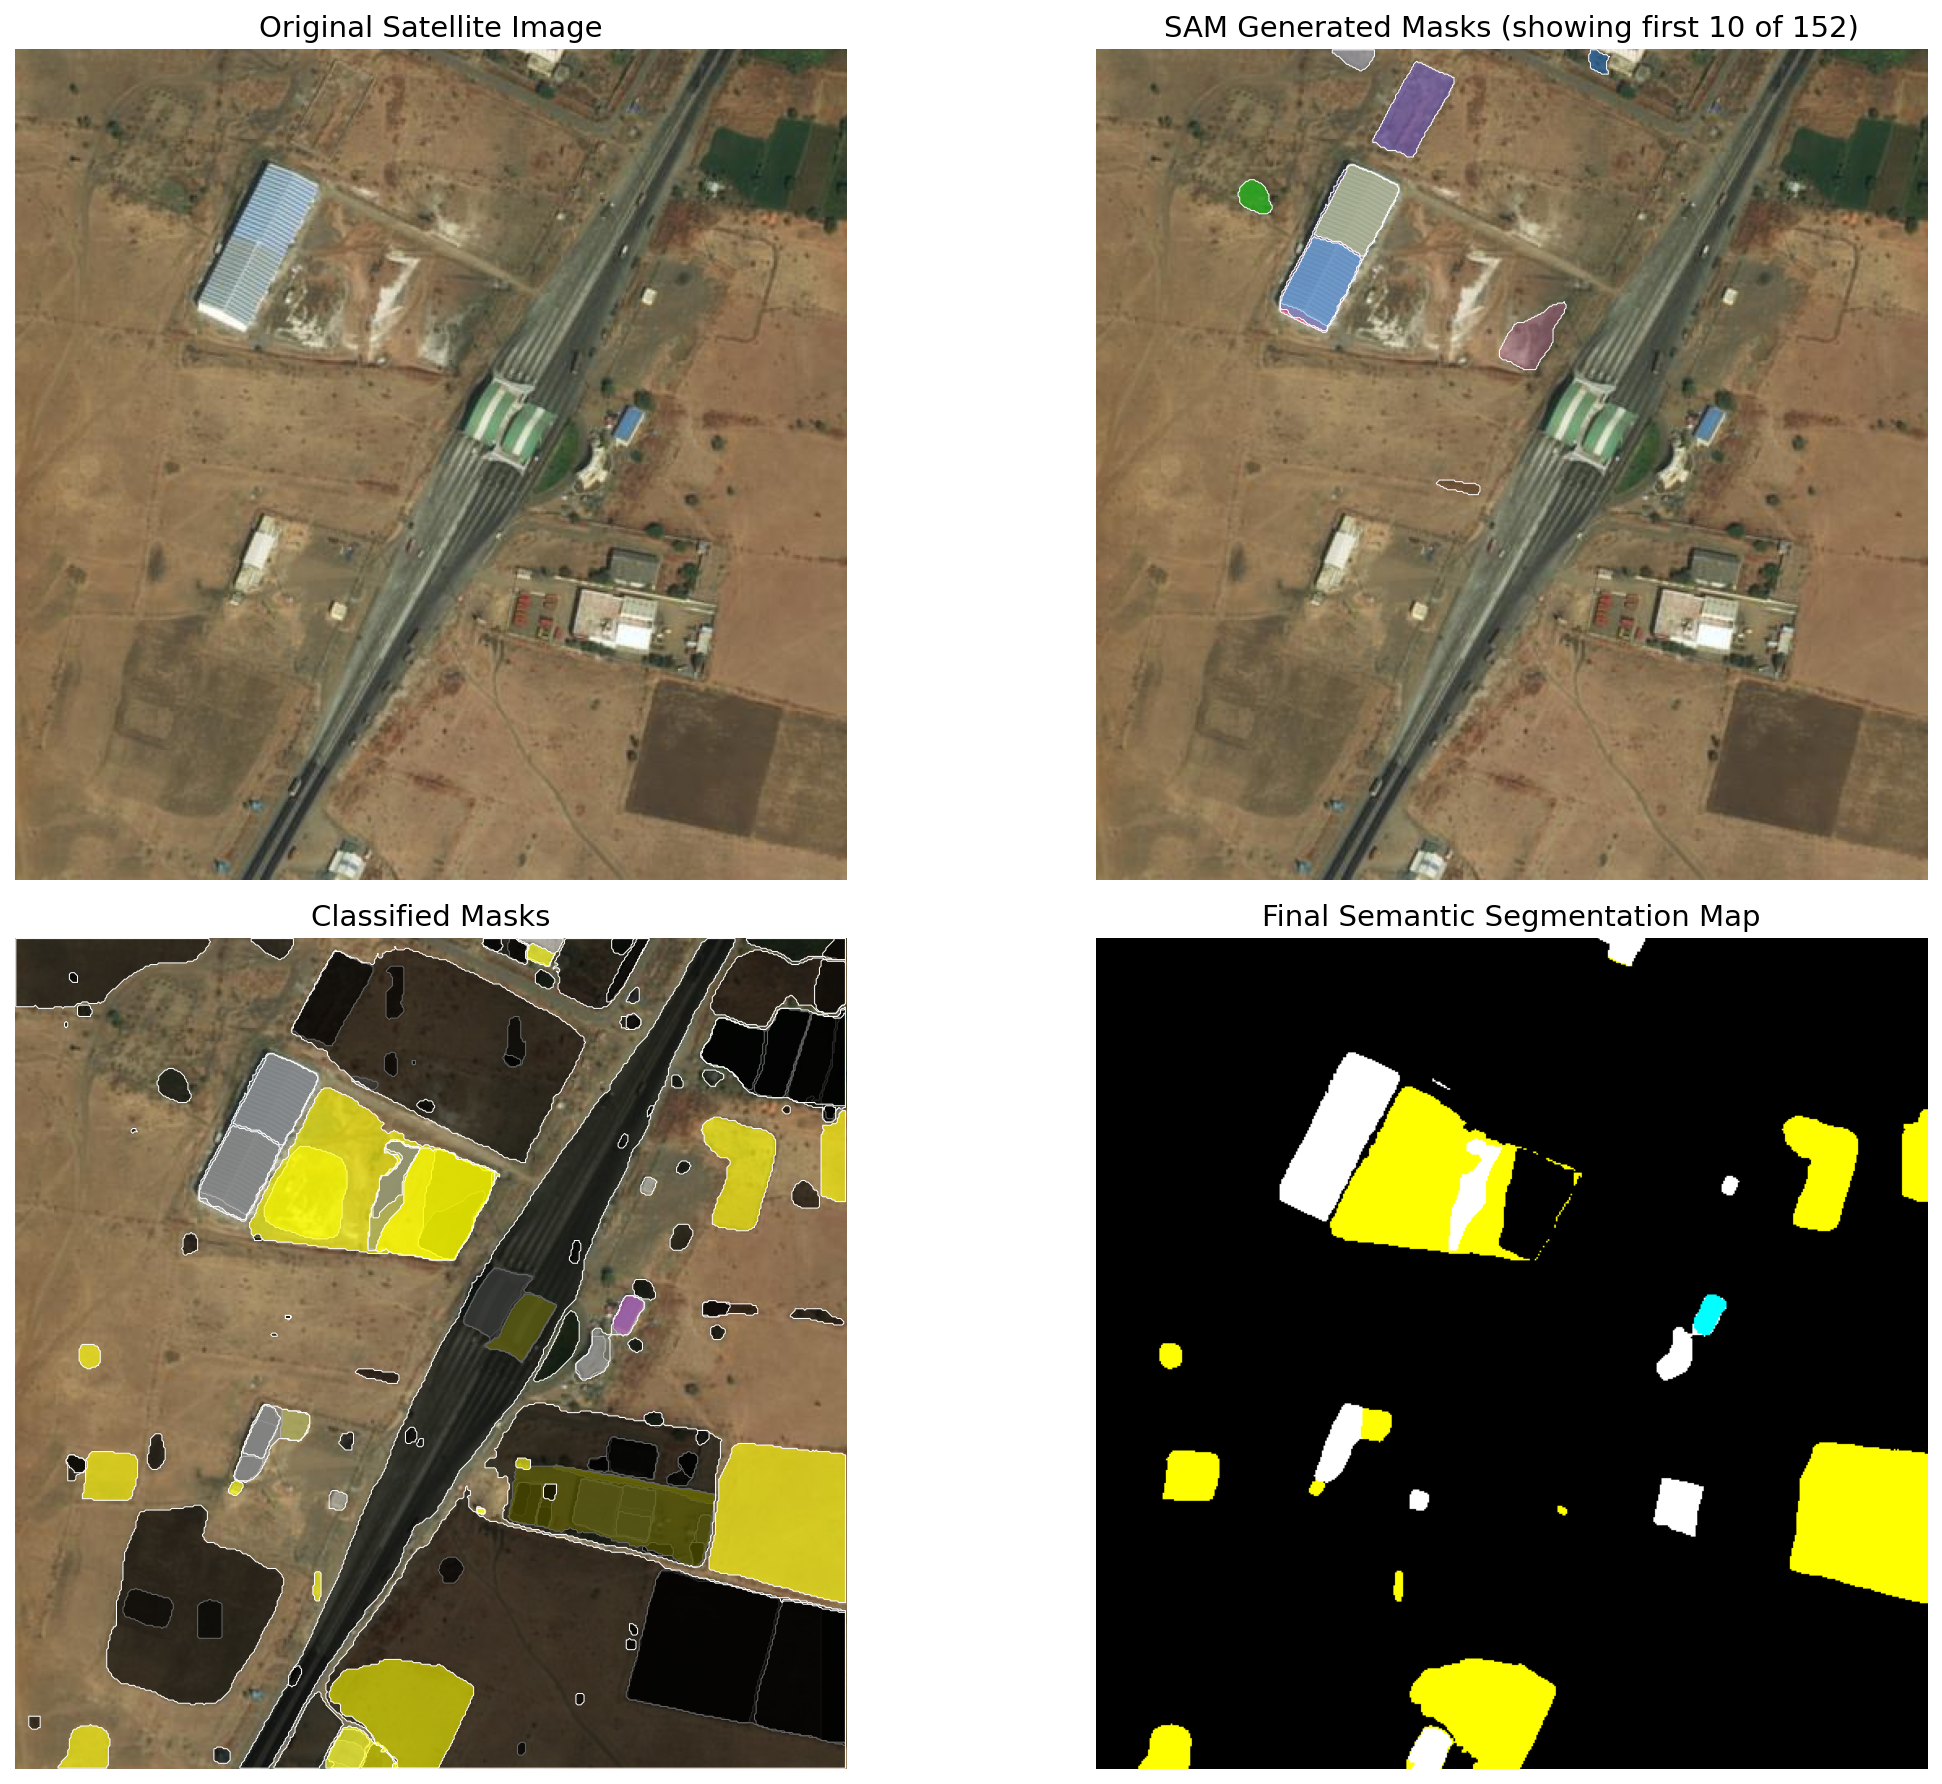 Original Satellite Image
SAM Generated Masks (showing first 10 of 152)
Classified Masks
Final Semantic Segmentation Map